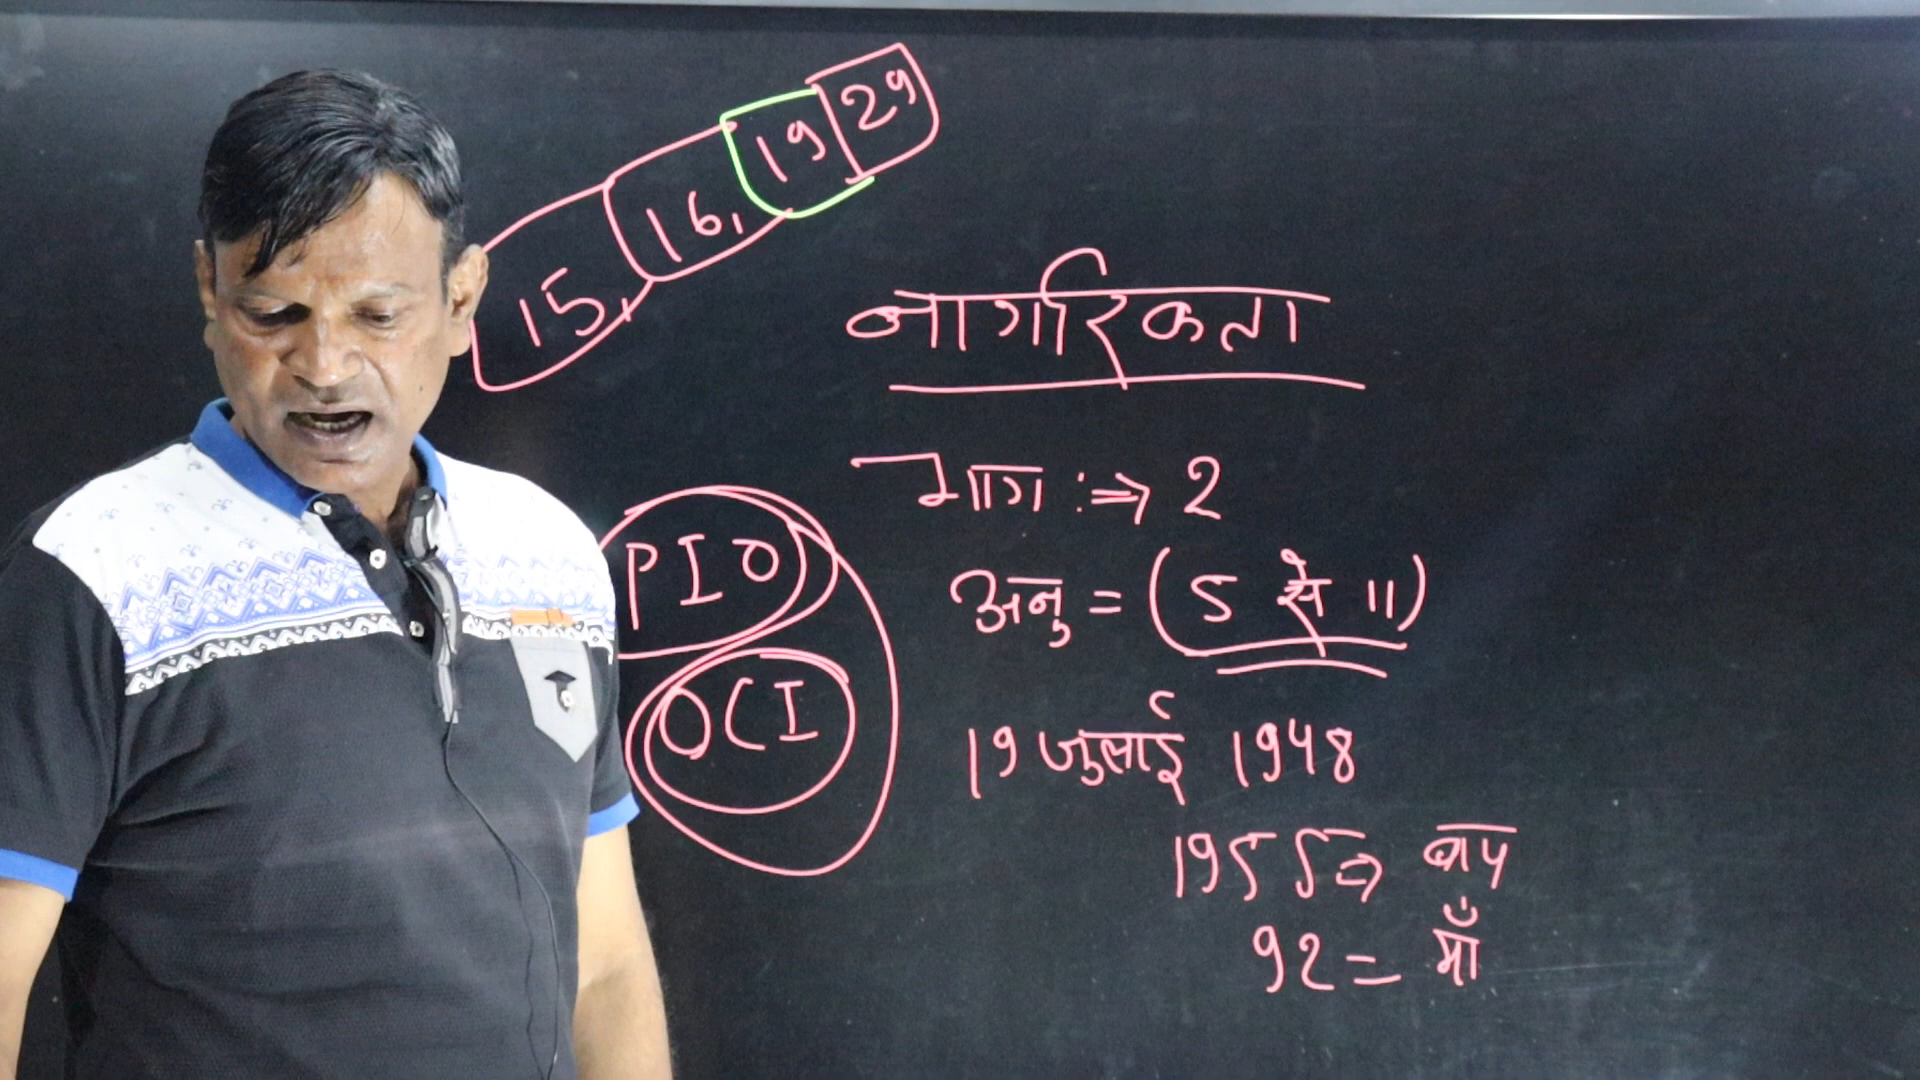 15, 16, 19 29
नागरिकता
भाग :⇒ 2
अनु = (5 से 11)
PIO
OCI
19 जुलाई 1948
1955 ⇒ बाप
92 = माँ